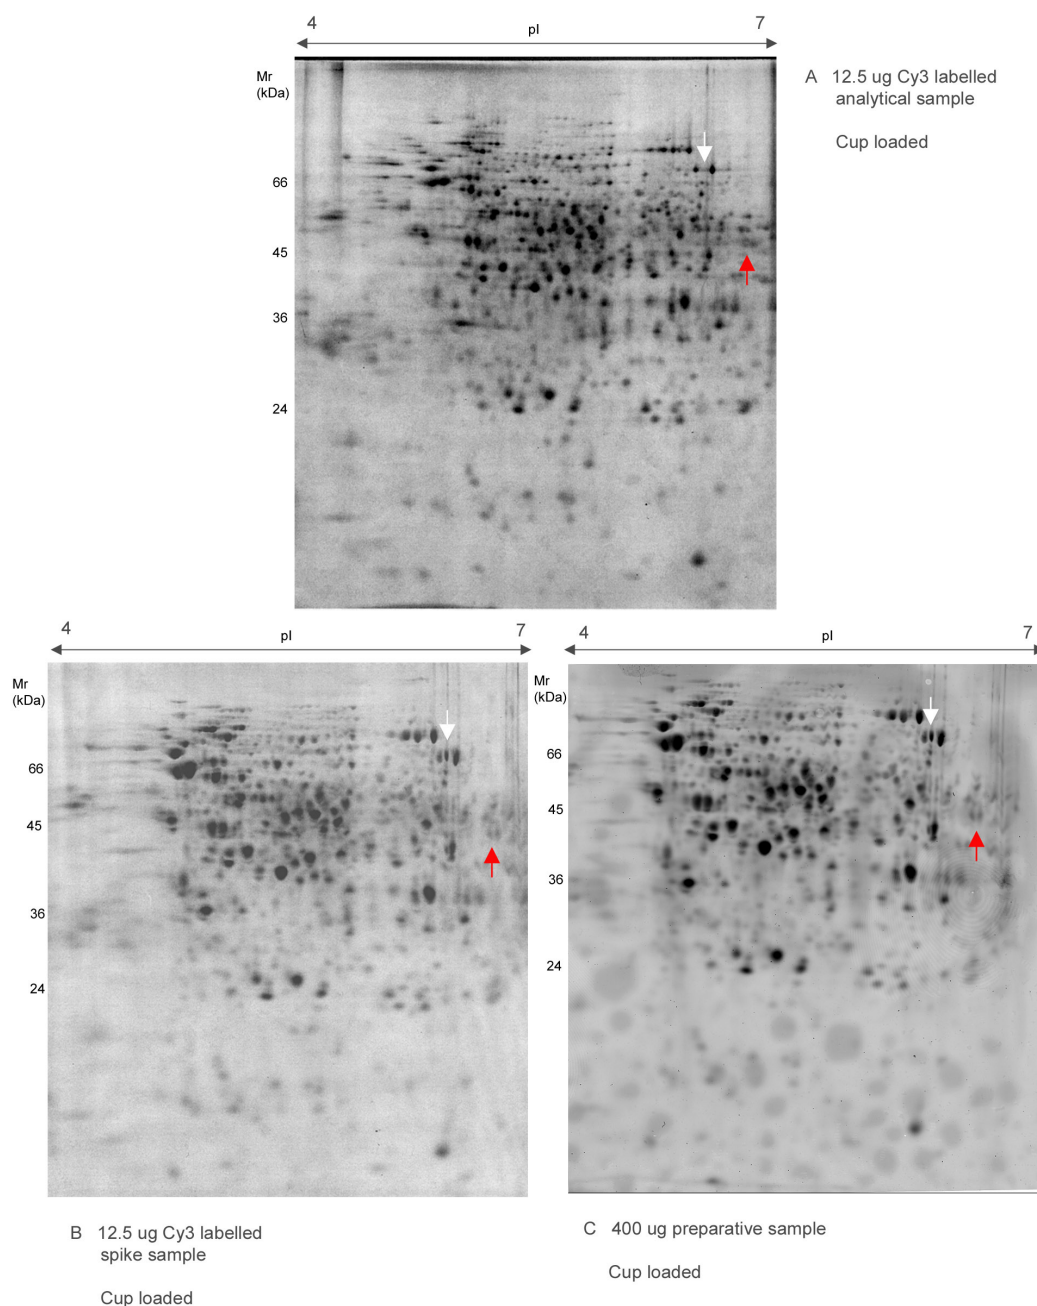 4 pI 7
Mr
(kDa)
66
45
36
24
A 12.5 ug Cy3 labelled
analytical sample
Cup loaded
4 pI 7
Mr
(kDa)
66
45
36
24
B 12.5 ug Cy3 labelled
spike sample
Cup loaded
4 pI 7
Mr
(kDa)
66
45
36
24
C 400 ug preparative sample
Cup loaded